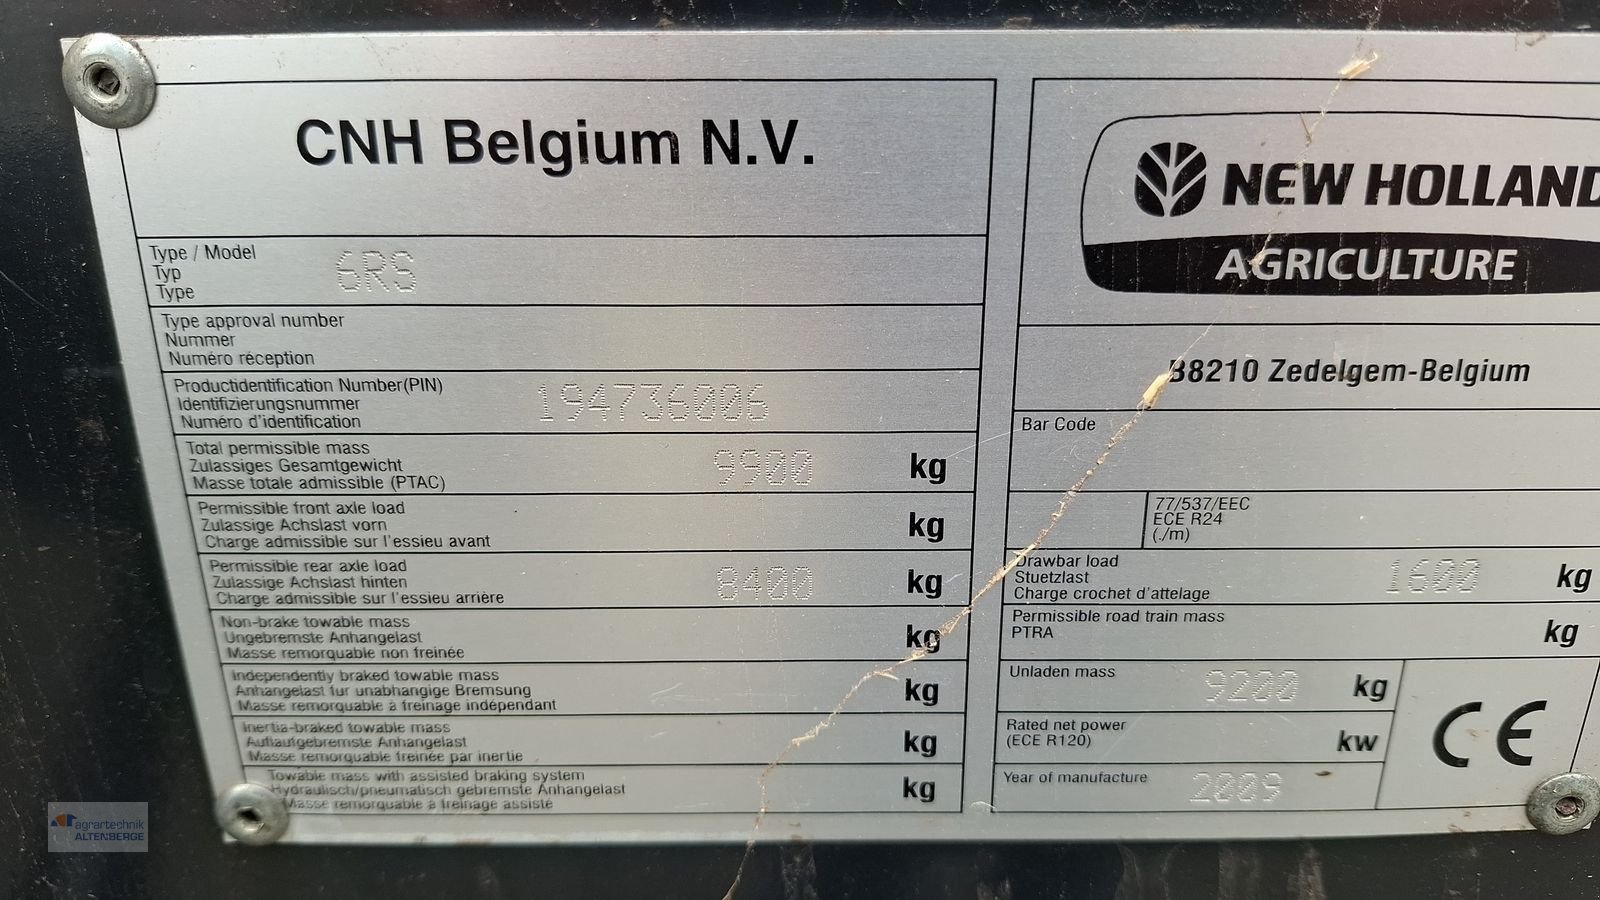 CNH Belgium N.V.
Type / Model
Typ
Type
6RS
Type approval number
Nummer
Numéro réception
Productidentification Number(PIN)
Identifizierungsnummer
Numéro d'identification
194736006
Total permissible mass
Zulassiges Gesamtgewicht
Masse totale admissible (PTAC)
9900 kg
Permissible front axle load
Zulassige Achslast vorn
Charge admissible sur l'essieu avant
kg
Permissible rear axle load
Zulassige Achslast hinten
Charge admissible sur l'essieu arrière
8400 kg
Non-brake towable mass
Ungebremste Anhangelast
Masse remorquable non freinée
kg
Independently braked towable mass
Anhangelast fur unabhangige Bremsung
Masse remorquable à freinage indépendant
kg
Inertia-braked towable mass
Auflaufgebremste Anhangelast
Masse remorquable freinée par inertie
kg
Towable mass with assisted braking system
Hydraulisch/pneumatisch gebremste Anhangelast
Masse remorquable a freinage assisté
kg
NEW HOLLAND
AGRICULTURE
B8210 Zedelgem-Belgium
Bar Code
77/537/EEC
ECE R24
(./m)
Drawbar load
Stuetzlast
Charge crochet d'attelage
1600 kg
Permissible road train mass
PTRA
kg
Unladen mass
9200 kg
Rated net power
(ECE R120)
kw
Year of manufacture
2009
CE
agrartechnik
ALTENBERGE